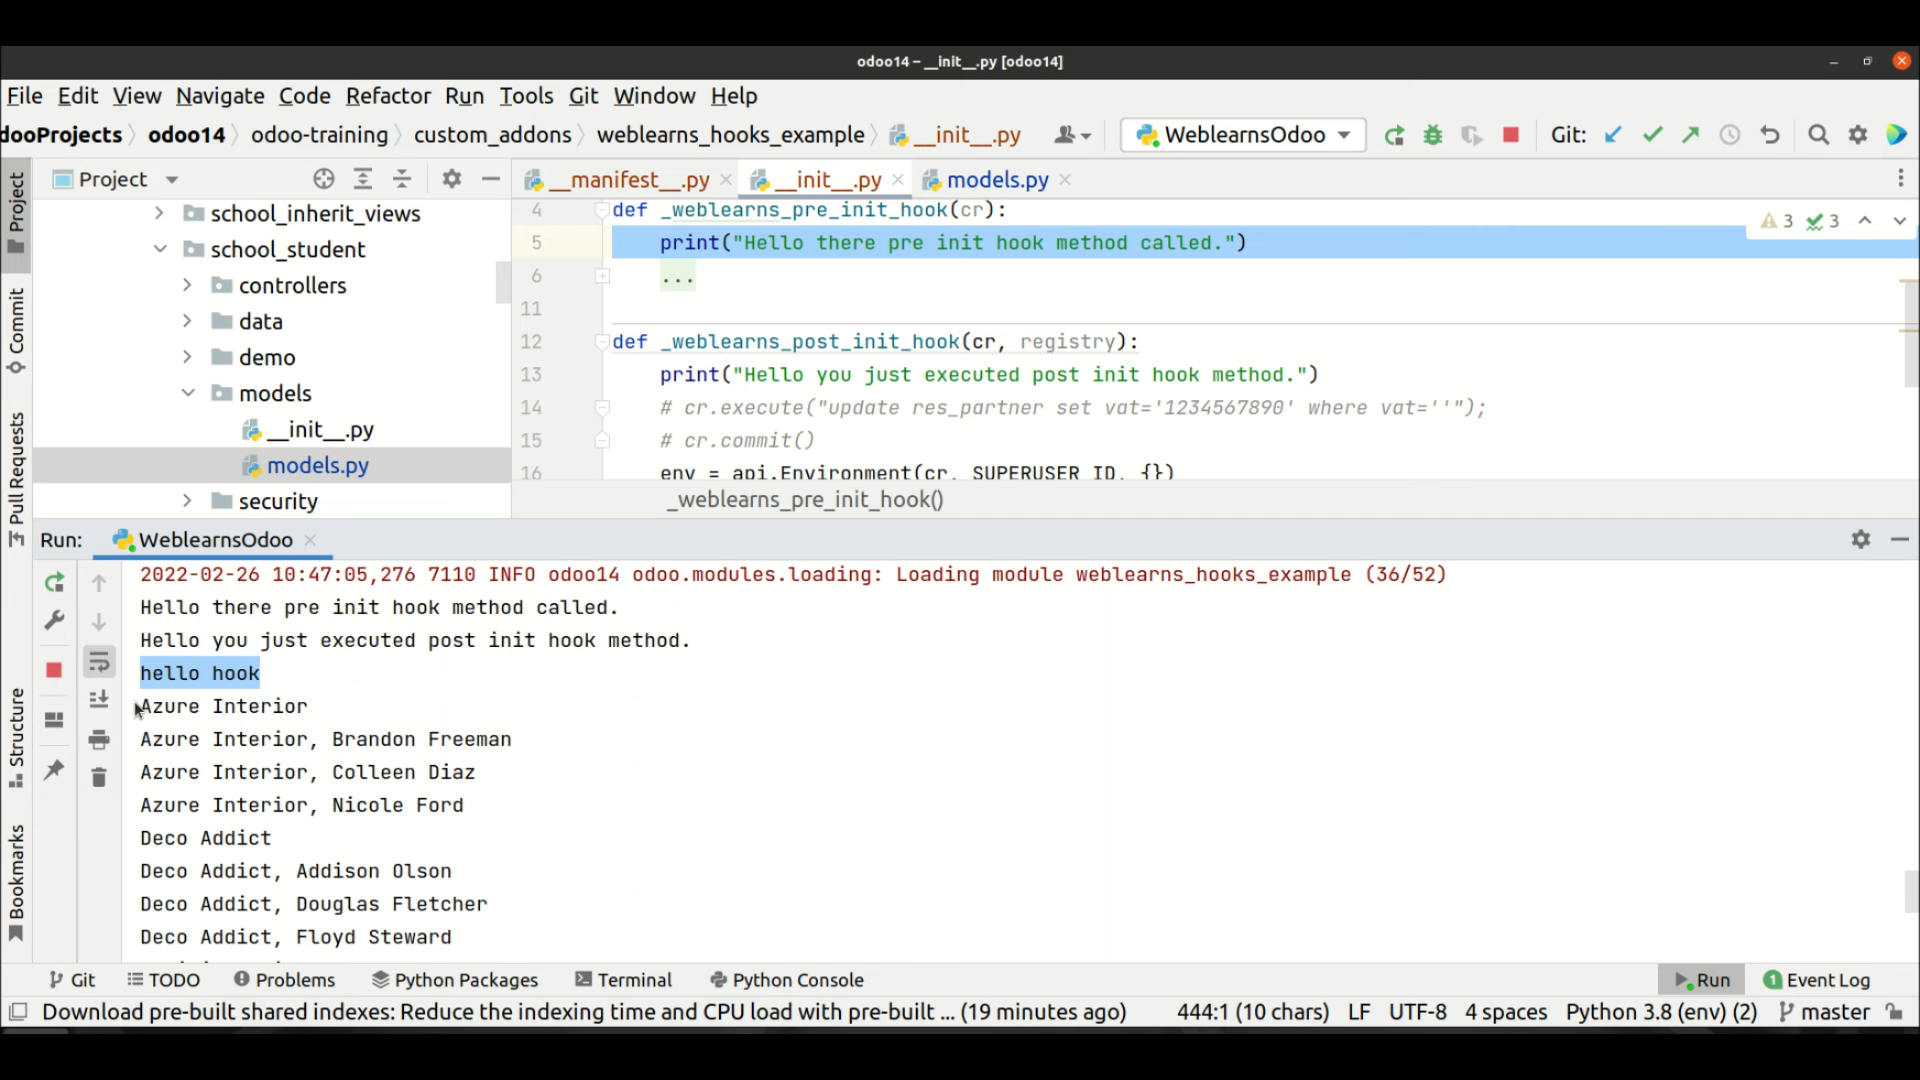 odoo14 – __init__.py [odoo14]
File Edit View Navigate Code Refactor Run Tools Git Window Help
dooProjects odoo14 odoo-training custom_addons weblearns_hooks_example __init__.py WeblearnsOdoo Git:
Project
__manifest__.py __init__.py models.py
school_inherit_views
school_student
controllers
data
demo
models
__init__.py
models.py
security
4 def _weblearns_pre_init_hook(cr):
5 print("Hello there pre init hook method called.")
6 ...
11
12 def _weblearns_post_init_hook(cr, registry):
13 print("Hello you just executed post init hook method.")
14 # cr.execute("update res_partner set vat='1234567890' where vat=''");
15 # cr.commit()
16 env = api.Environment(cr, SUPERUSER_ID, {})
3 3
_weblearns_pre_init_hook()
Project
Commit
Pull Requests
Structure
Bookmarks
Run: WeblearnsOdoo
2022-02-26 10:47:05,276 7110 INFO odoo14 odoo.modules.loading: Loading module weblearns_hooks_example (36/52)
Hello there pre init hook method called.
Hello you just executed post init hook method.
hello hook
Azure Interior
Azure Interior, Brandon Freeman
Azure Interior, Colleen Diaz
Azure Interior, Nicole Ford
Deco Addict
Deco Addict, Addison Olson
Deco Addict, Douglas Fletcher
Deco Addict, Floyd Steward
Git TODO Problems Python Packages Terminal Python Console Run 1 Event Log
Download pre-built shared indexes: Reduce the indexing time and CPU load with pre-built ... (19 minutes ago) 444:1 (10 chars) LF UTF-8 4 spaces Python 3.8 (env) (2) master